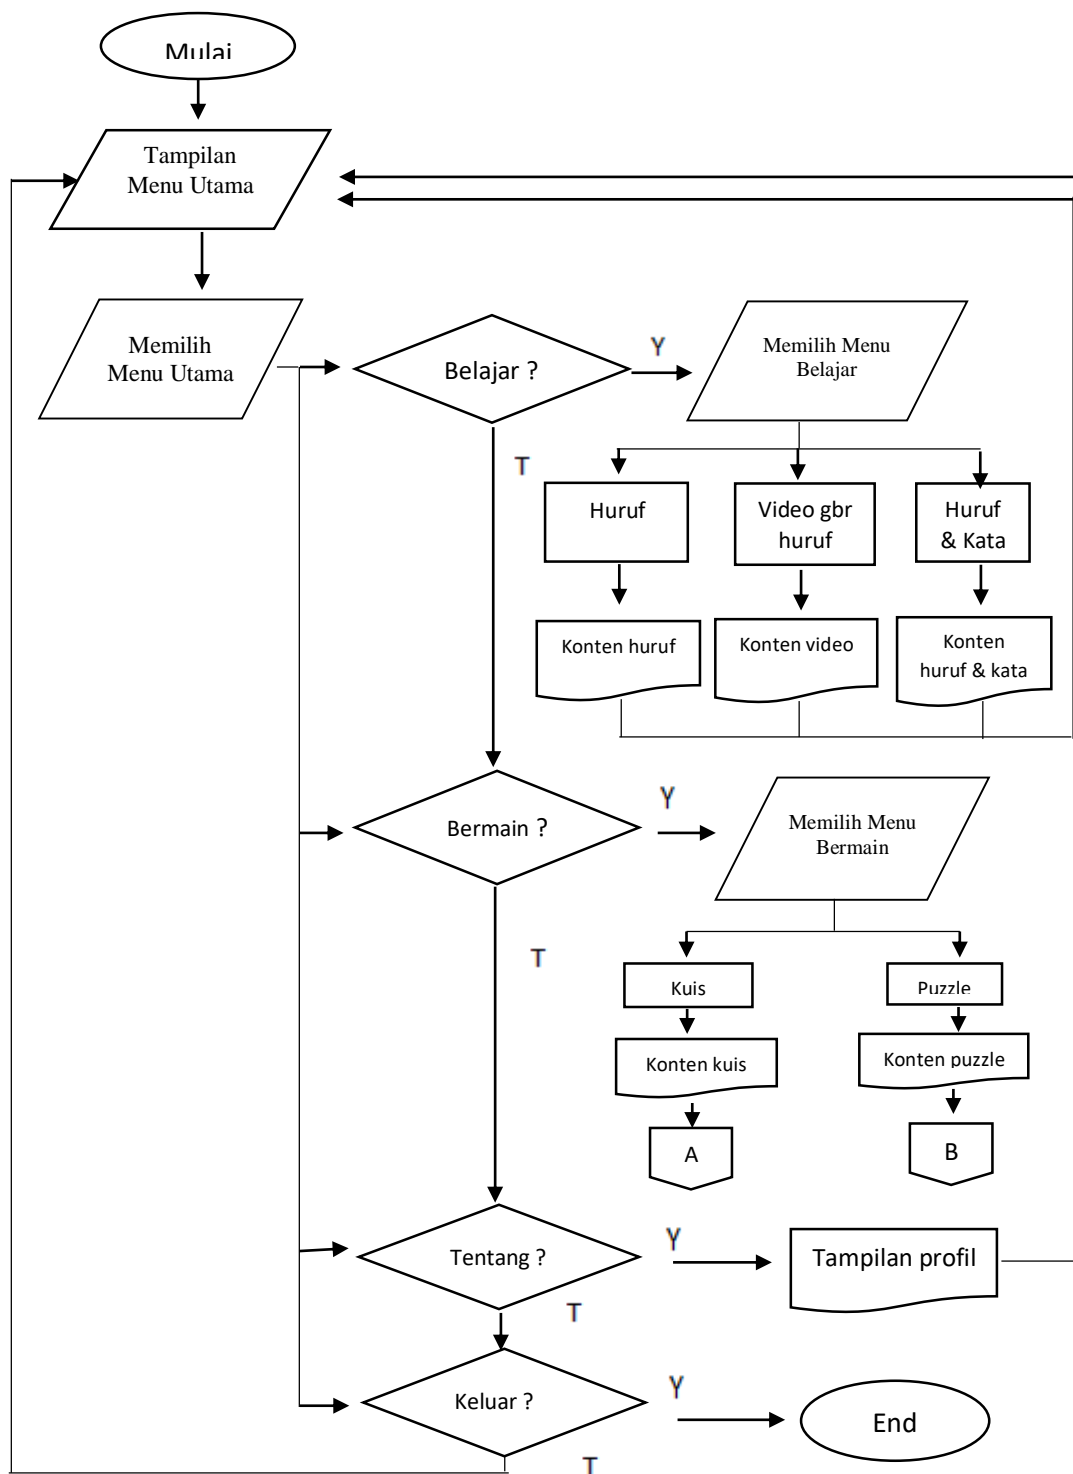 Mulai
Tampilan
Menu Utama
Memilih
Menu Utama
Belajar ?
Y
Memilih Menu
Belajar
T
Huruf
Video gbr
huruf
Huruf
& Kata
Konten huruf
Konten video
Konten
huruf & kata
Bermain ?
Y
Memilih Menu
Bermain
T
Kuis
Puzzle
Konten kuis
Konten puzzle
A
B
Tentang ?
Y
Tampilan profil
T
Keluar ?
Y
End
T